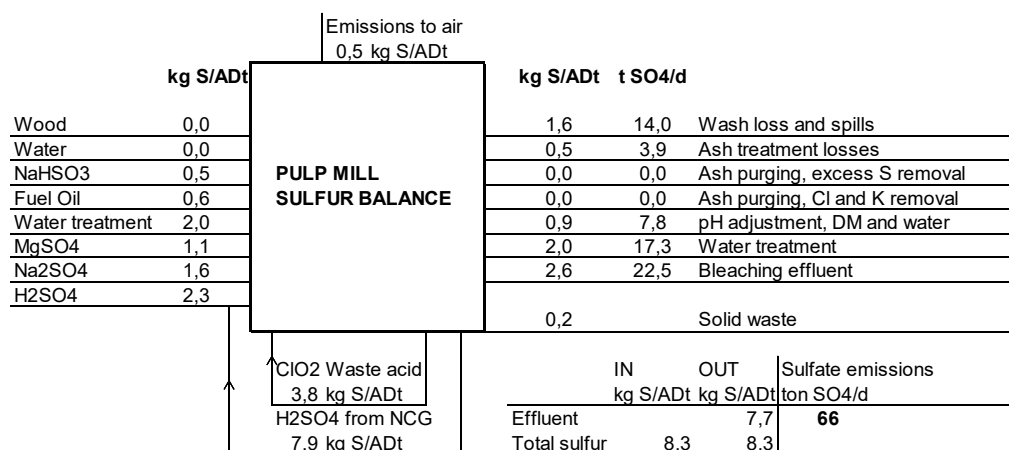 Emissions to air
0,5 kg S/ADt
kg S/ADt kg S/ADt t SO4/d
Wood 0,0 1,6 14,0 Wash loss and spills
Water 0,0 0,5 3,9 Ash treatment losses
NaHSO3 0,5 PULP MILL 0,0 0,0 Ash purging, excess S removal
Fuel Oil 0,6 SULFUR BALANCE 0,0 0,0 Ash purging, Cl and K removal
Water treatment 2,0 0,9 7,8 pH adjustment, DM and water
MgSO4 1,1 2,0 17,3 Water treatment
Na2SO4 1,6 2,6 22,5 Bleaching effluent
H2SO4 2,3
0,2 Solid waste
ClO2 Waste acid IN OUT Sulfate emissions
3,8 kg S/ADt kg S/ADt kg S/ADt ton SO4/d
H2SO4 from NCG Effluent 7,7 66
7,9 kg S/ADt Total sulfur 8,3 8,3